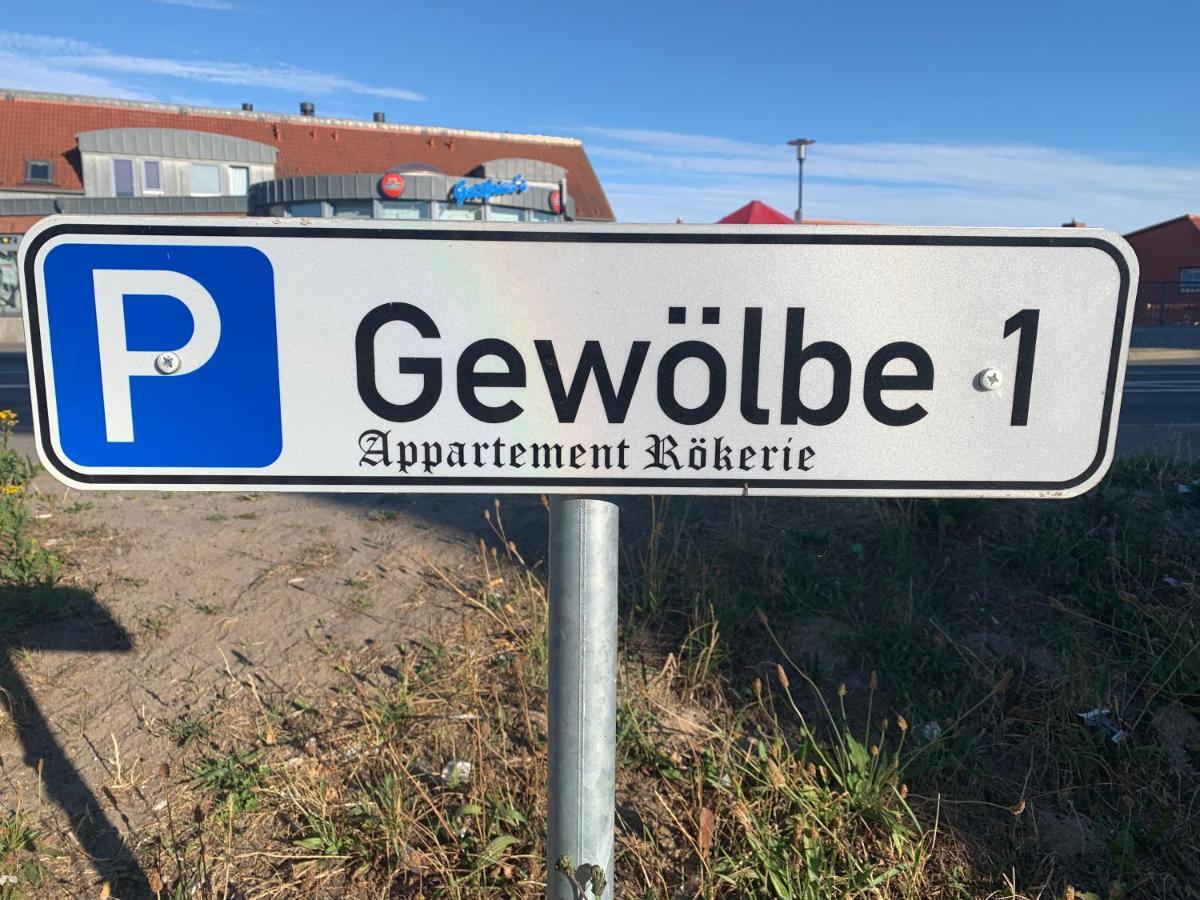 P Gewölbe 1
Appartement Rökerie